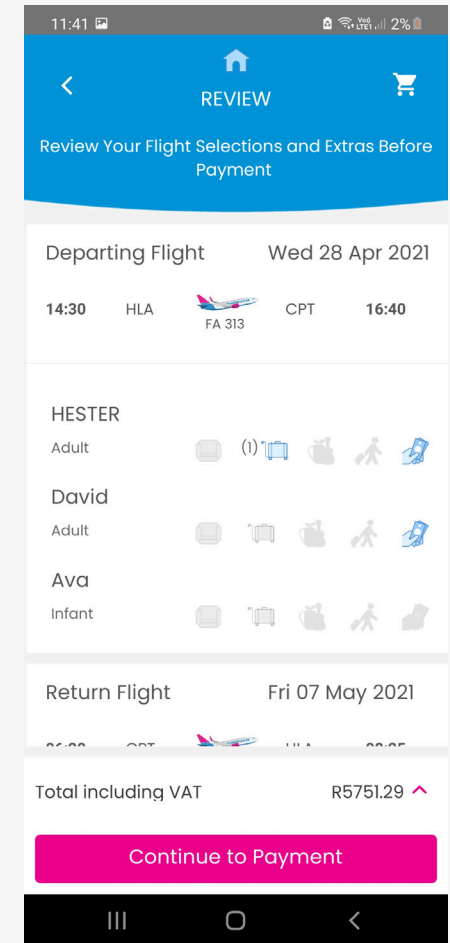 11:41 2%
REVIEW
Review Your Flight Selections and Extras Before
Payment
Departing Flight Wed 28 Apr 2021
14:30 HLA CPT 16:40
FA 313
HESTER
Adult (1)
David
Adult
Ava
Infant
Return Flight Fri 07 May 2021
Total including VAT R5751.29
Continue to Payment